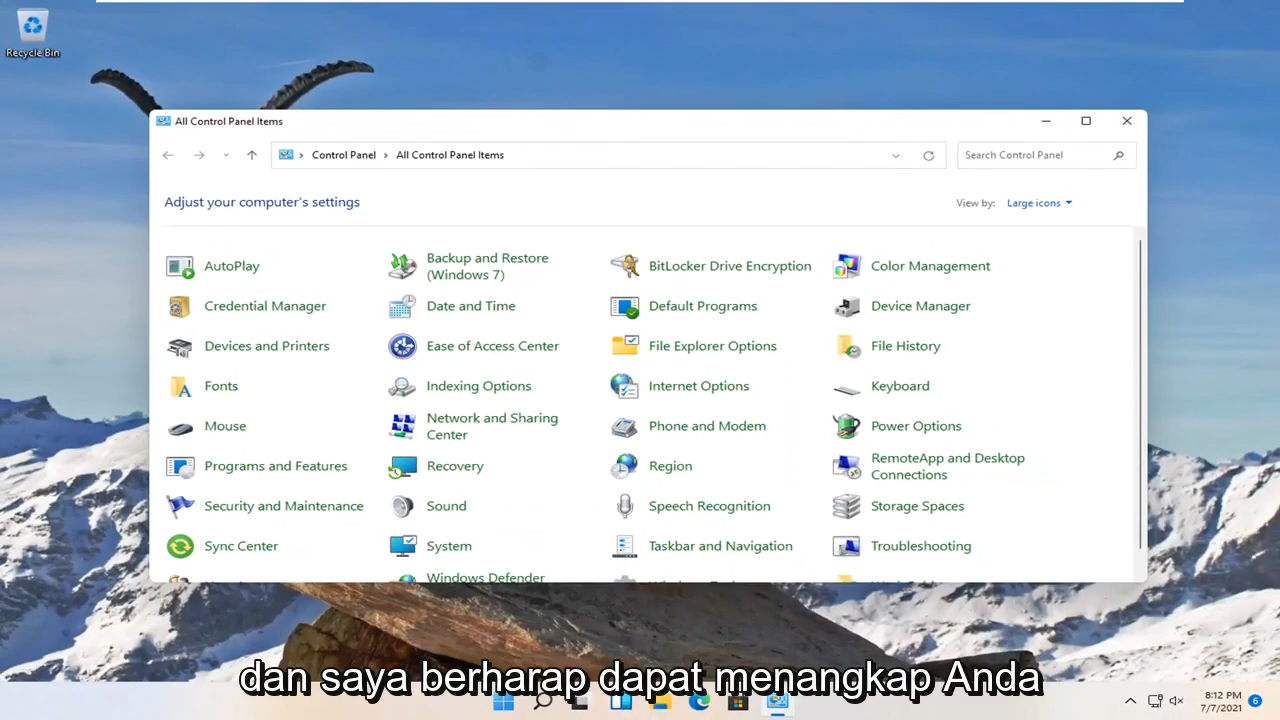 Recycle Bin
All Control Panel Items
Control Panel > All Control Panel Items
Search Control Panel
Adjust your computer's settings
View by: Large icons
AutoPlay
Backup and Restore
(Windows 7)
BitLocker Drive Encryption
Color Management
Credential Manager
Date and Time
Default Programs
Device Manager
Devices and Printers
Ease of Access Center
File Explorer Options
File History
Fonts
Indexing Options
Internet Options
Keyboard
Mouse
Network and Sharing
Center
Phone and Modem
Power Options
Programs and Features
Recovery
Region
RemoteApp and Desktop
Connections
Security and Maintenance
Sound
Speech Recognition
Storage Spaces
Sync Center
System
Taskbar and Navigation
Troubleshooting
Windows Defender
dan saya berharap dapat menangkap Anda
8:12 PM
7/7/2021
6